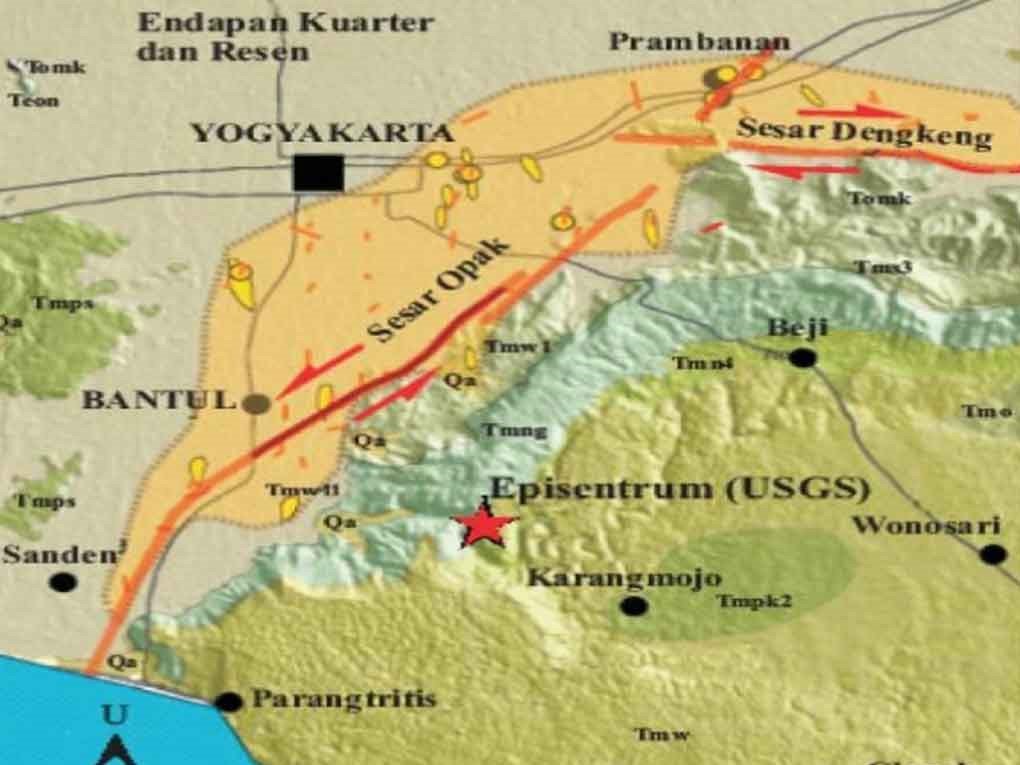 Endapan Kuarter
dan Resen
Prambanan
Tomk
Teon
YOGYAKARTA
Sesar Dengkeng
Tomk
Sesar Opak
Tms3
Tmps
Qa
Beji
Tmw1
Tmn4
Qa
BANTUL
Tmo
Tmng
Qa
Episentrum (USGS)
Tmps
Qa
Wonosari
Sanden
Karangmojo
Tmpk2
Qa
Parangtritis
U
Tmw